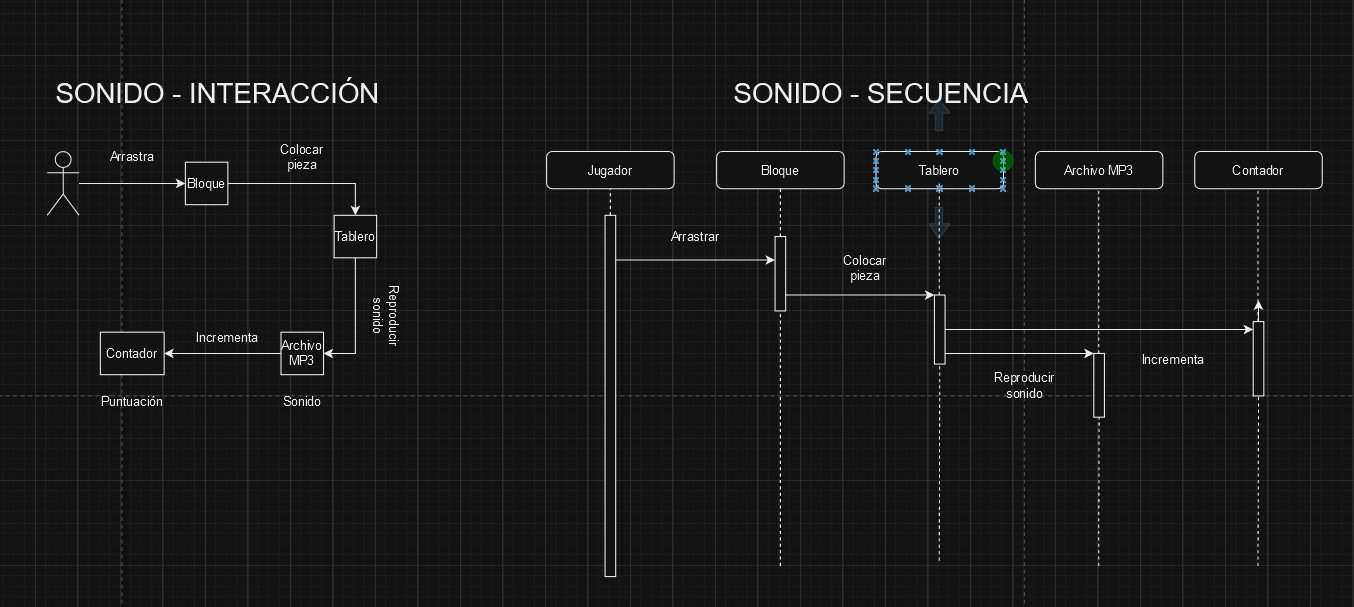 SONIDO - INTERACCIÓN
Arrastra
Bloque
Colocar
pieza
Tablero
Reproducir
sonido
Archivo
MP3
Incrementa
Contador
Puntuación
Sonido
SONIDO - SECUENCIA
Jugador
Bloque
Tablero
Archivo MP3
Contador
Arrastrar
Colocar
pieza
Reproducir
sonido
Incrementa